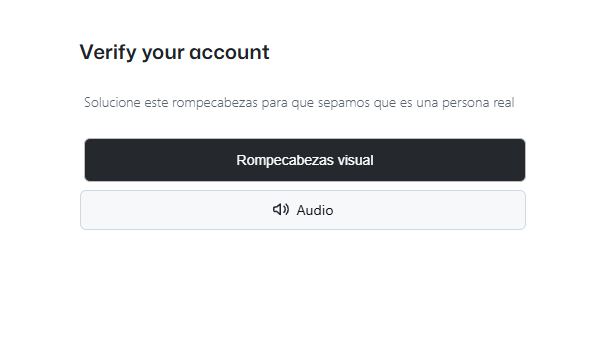 Verify your account
Solucione este rompecabezas para que sepamos que es una persona real
Rompecabezas visual
Audio